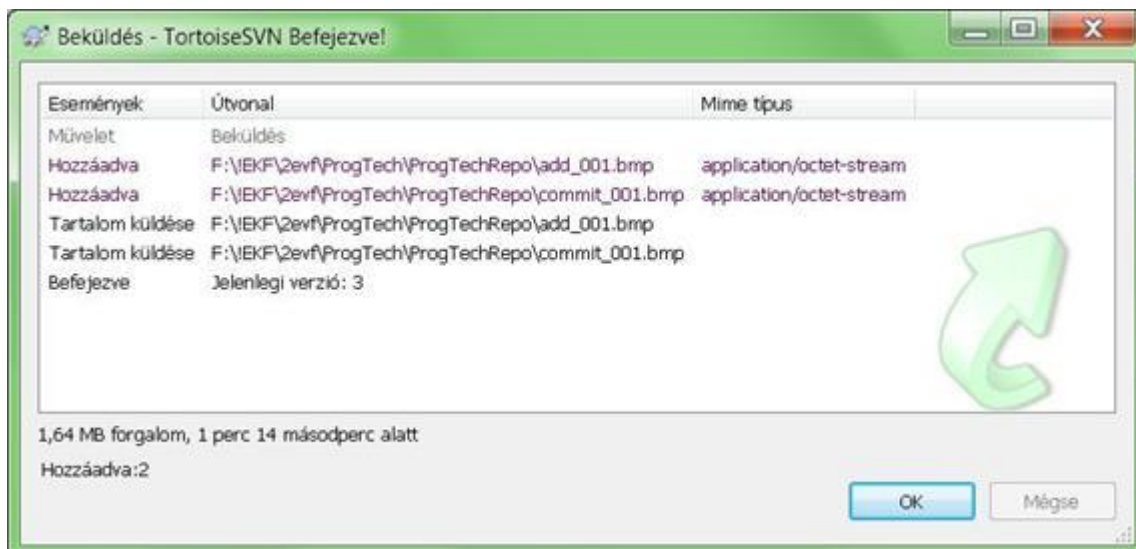 Beküldés - TortoiseSVN Befejezve!
Események Útvonal Mime típus
Művelet Beküldés
Hozzáadva F:\!EKF\2evf\ProgTech\ProgTechRepo\add_001.bmp application/octet-stream
Hozzáadva F:\!EKF\2evf\ProgTech\ProgTechRepo\commit_001.bmp application/octet-stream
Tartalom küldése F:\!EKF\2evf\ProgTech\ProgTechRepo\add_001.bmp
Tartalom küldése F:\!EKF\2evf\ProgTech\ProgTechRepo\commit_001.bmp
Befejezve Jelenlegi verzió: 3
1,64 MB forgalom, 1 perc 14 másodperc alatt
Hozzáadva:2
OK Mégse